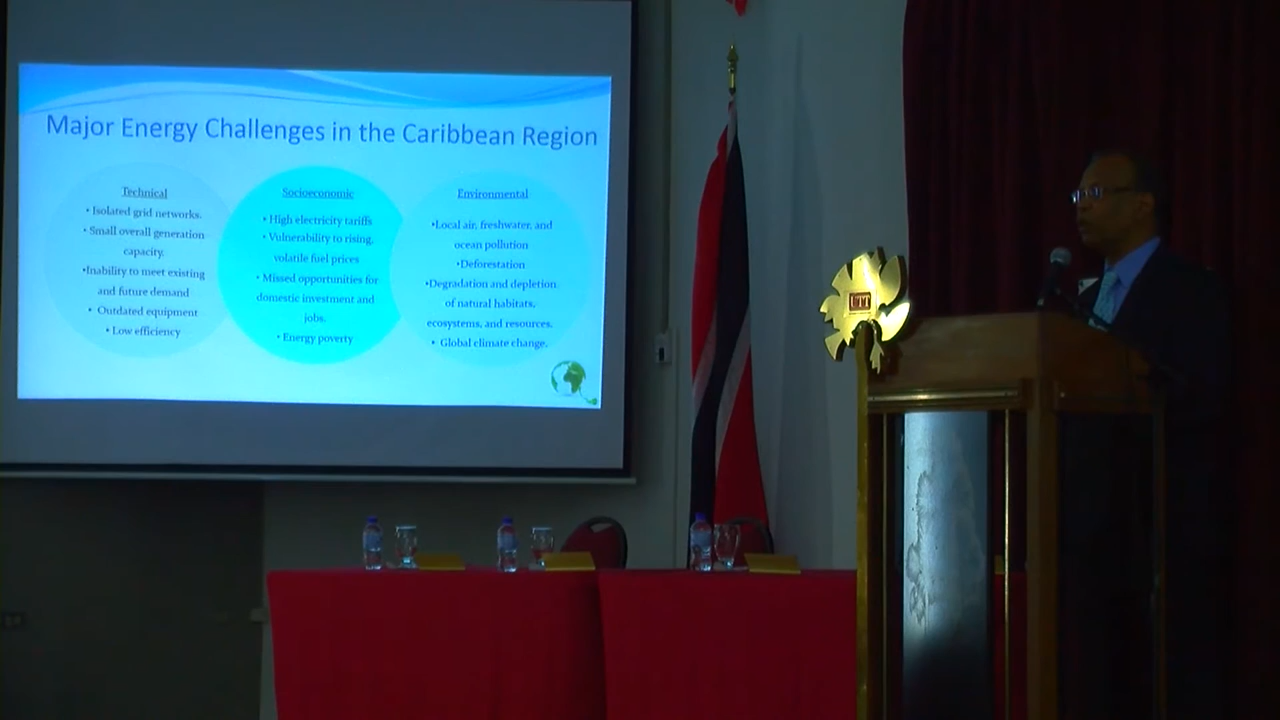 Major Energy Challenges in the Caribbean Region
Technical
• Isolated grid networks.
• Small overall generation
capacity.
•Inability to meet existing
and future demand
• Outdated equipment
• Low efficiency
Socioeconomic
• High electricity tariffs
• Vulnerability to rising,
volatile fuel prices
• Missed opportunities for
domestic investment and
jobs.
• Energy poverty
Environmental
•Local air, freshwater, and
ocean pollution
•Deforestation
•Degradation and depletion
of natural habitats,
ecosystems, and resources.
• Global climate change.
UTT